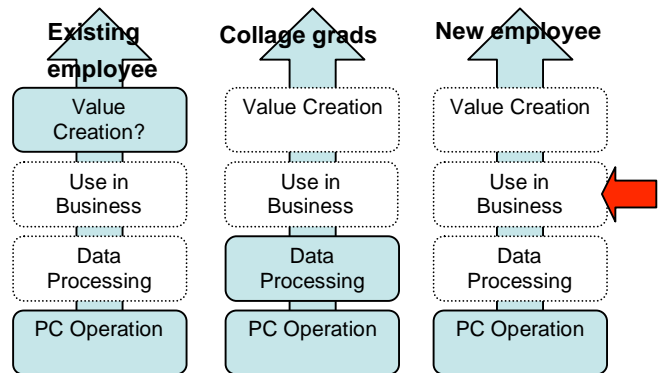 Existing
employee
Value
Creation?
Use in
Business
Data
Processing
PC Operation
Collage grads
Value Creation
Use in
Business
Data
Processing
PC Operation
New employee
Value Creation
Use in
Business
Data
Processing
PC Operation